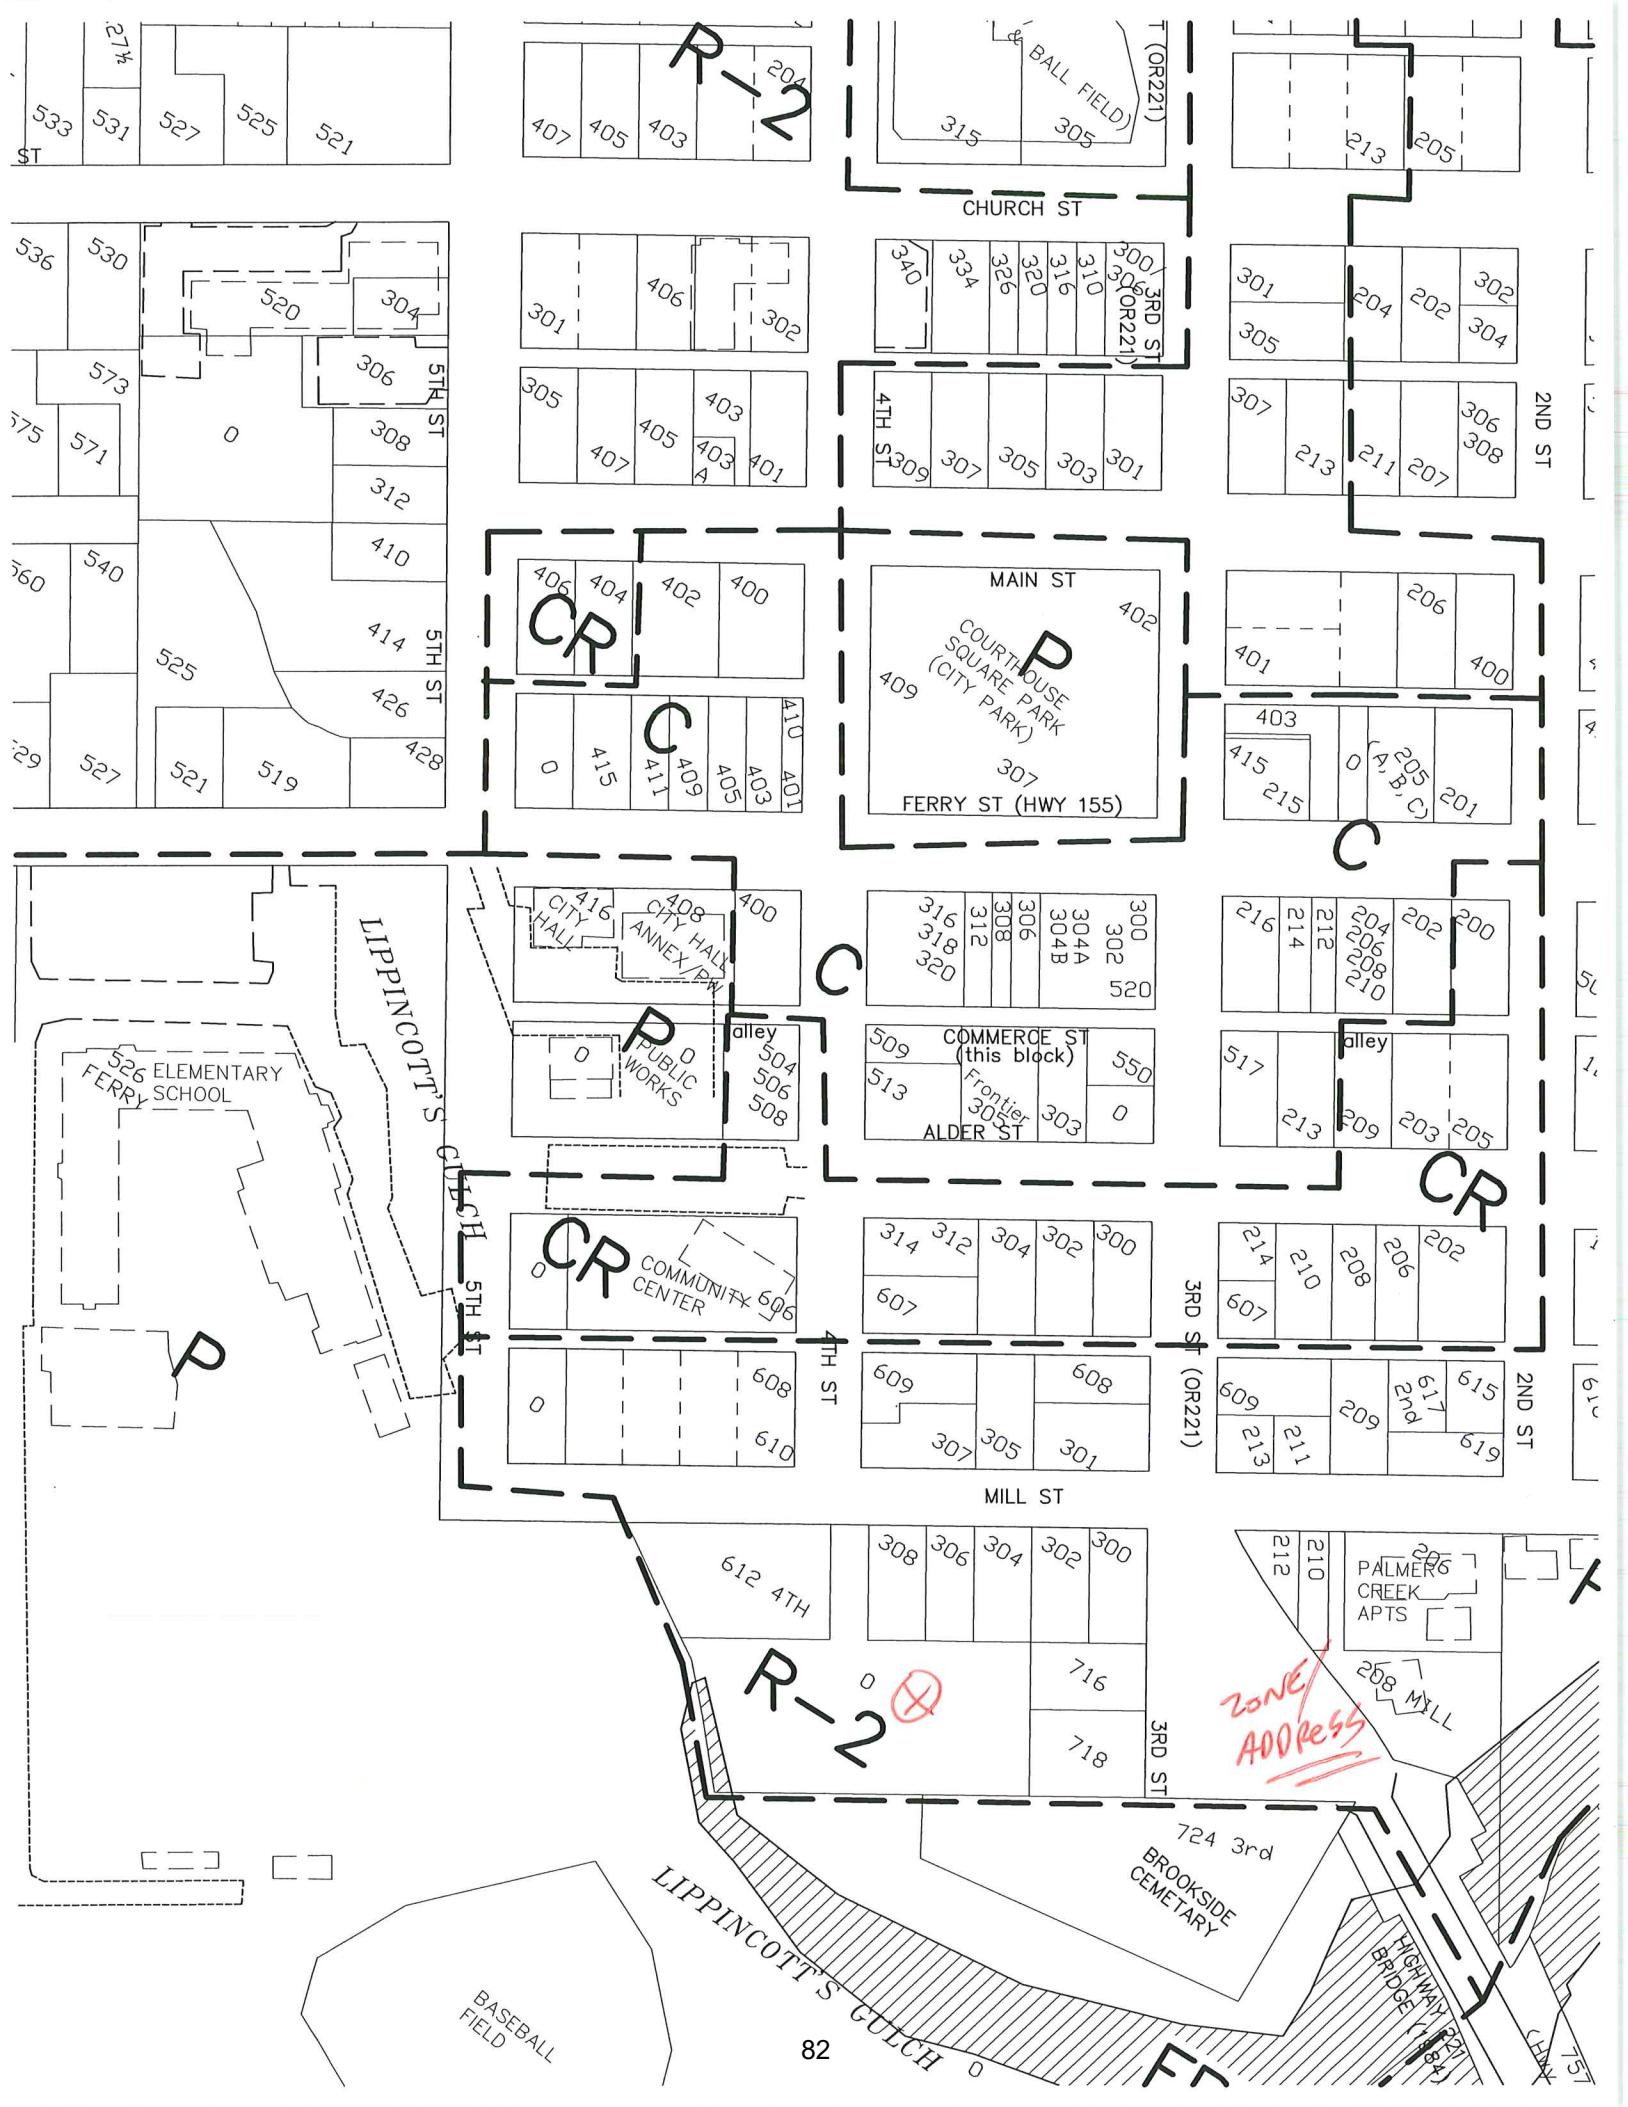 27½
R-2
204
& BALL FIELD)
T (OR221)
533
531
527
525
521
407
405
403
315
305
213
205
ST
CHURCH ST
536
530
520
304
301
406
302
340
334
326
320
316
310
300/
306
3RD ST
(OR221)
301
305
204
202
302
304
573
306
5TH ST
305
403
405
407
403
A
401
4TH ST
309
307
305
303
301
307
213
211
207
306
308
2ND ST
575
571
0
308
312
410
560
540
406
404
402
400
CR
MAIN ST
402
P
COURTHOUSE
SQUARE PARK
(CITY PARK)
409
307
FERRY ST (HWY 155)
206
401
400
414
5TH ST
525
426
428
527
521
519
C
0
415
411
409
405
403
410
401
403
415
215
0
205
(A, B, C)
201
C
LIPPINCOTT'S GULCH
416
CITY
HALL
408
CITY HALL
ANNEX/PW
400
C
316
318
320
312
308
306
304B
304A
302
300
520
216
214
212
204
206
208
210
202
200
P
0
0
PUBLIC
WORKS
alley
504
506
508
509
513
COMMERCE ST
(this block)
Frontier
305
303
550
0
ALDER ST
517
213
alley
209
203
205
CR
526
FERRY
ELEMENTARY
SCHOOL
5TH ST
CR
0
COMMUNITY
CENTER
606
314
312
304
302
300
607
3RD ST (OR221)
214
210
208
206
202
607
P
0
608
610
4TH ST
609
307
305
608
301
609
213
211
209
617
2nd
615
619
2ND ST
MILL ST
612 4TH
308
306
304
302
300
212
210
206
PALMER
CREEK
APTS
208 MILL
R-2
0
716
718
3RD ST
ZONE/
ADDRESS
724 3rd
BROOKSIDE
CEMETARY
LIPPINCOTT'S GULCH
0
BASEBALL
FIELD
HIGHWAY 221
BRIDGE (1984)
(HW
757
82